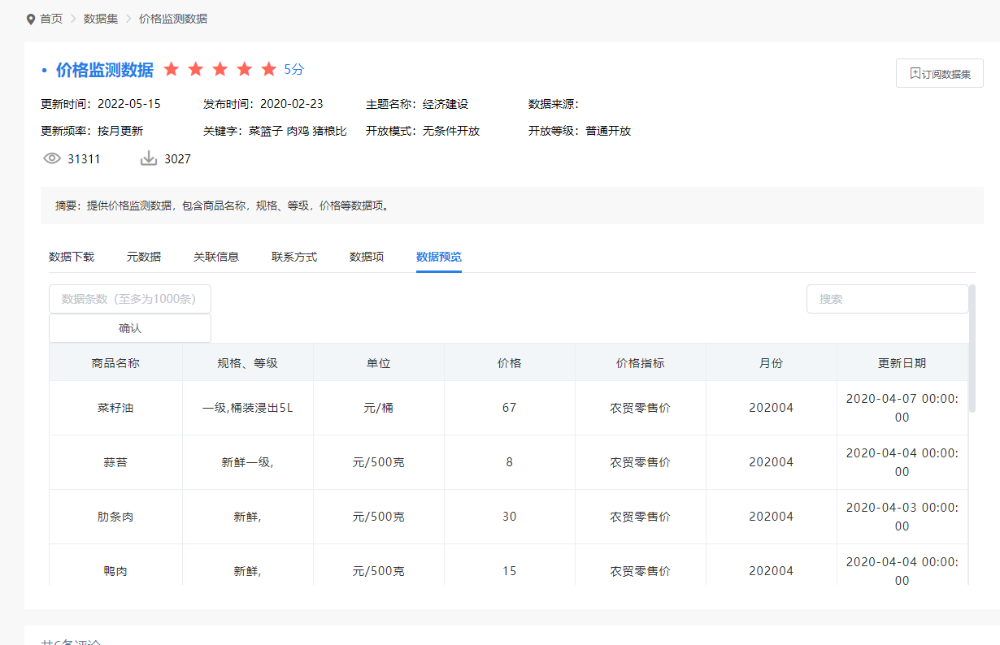 首页 > 数据集 > 价格监测数据
• 价格监测数据 ★ ★ ★ ★ ★ 5分
订阅数据集
更新时间：2022-05-15 发布时间：2020-02-23 主题名称：经济建设 数据来源：
更新频率：按月更新 关键字：菜篮子 肉鸡 猪粮比 开放模式：无条件开放 开放等级：普通开放
31311 3027
摘要：提供价格监测数据，包含商品名称，规格、等级，价格等数据项。
数据下载 元数据 关联信息 联系方式 数据项 数据预览
数据条数（至多为1000条） 搜索
确认
商品名称 规格、等级 单位 价格 价格指标 月份 更新日期
菜籽油 一级,桶装浸出5L 元/桶 67 农贸零售价 202004 2020-04-07 00:00:
00
蒜苔 新鲜一级, 元/500克 8 农贸零售价 202004 2020-04-04 00:00:
00
肋条肉 新鲜, 元/500克 30 农贸零售价 202004 2020-04-03 00:00:
00
鸭肉 新鲜, 元/500克 15 农贸零售价 202004 2020-04-04 00:00:
00
共6条评论